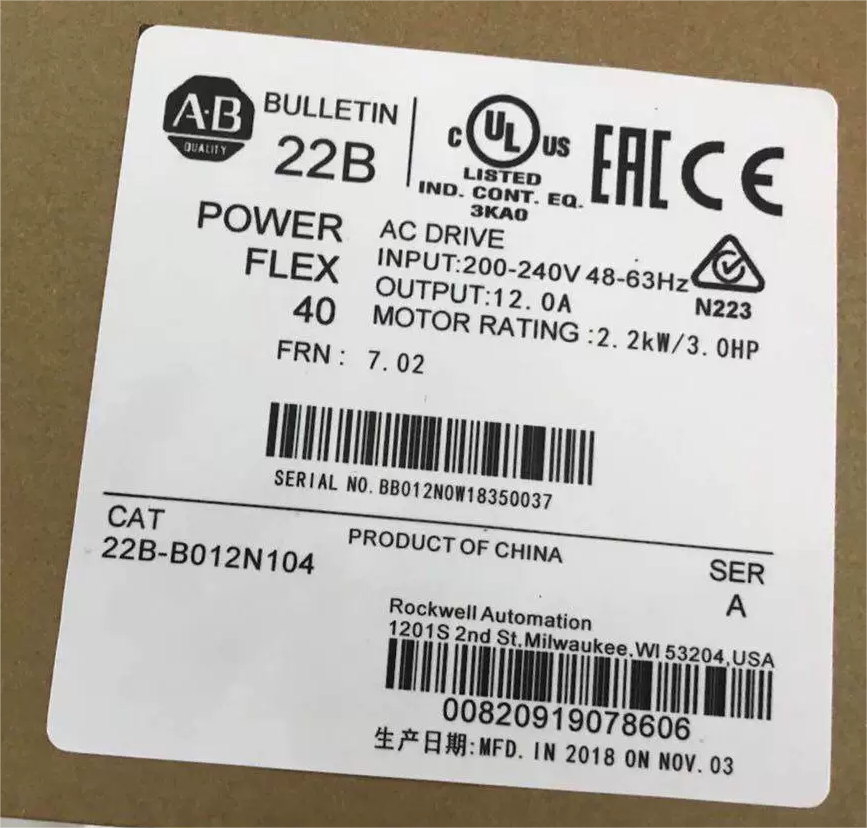 A·B
QUALITY
BULLETIN
22B
C UL US
LISTED
IND. CONT. EQ.
3KA0
EAC CE
POWER
FLEX
40
AC DRIVE
INPUT:200-240V 48-63Hz
OUTPUT:12.0A
MOTOR RATING :2.2kW/3.0HP
N223
FRN : 7.02
SERIAL NO.BB012N0W18350037
CAT
22B-B012N104
PRODUCT OF CHINA
SER
A
Rockwell Automation
1201S 2nd St,Milwaukee,WI 53204,USA
00820919078606
生产日期:MFD. IN 2018 ON NOV. 03